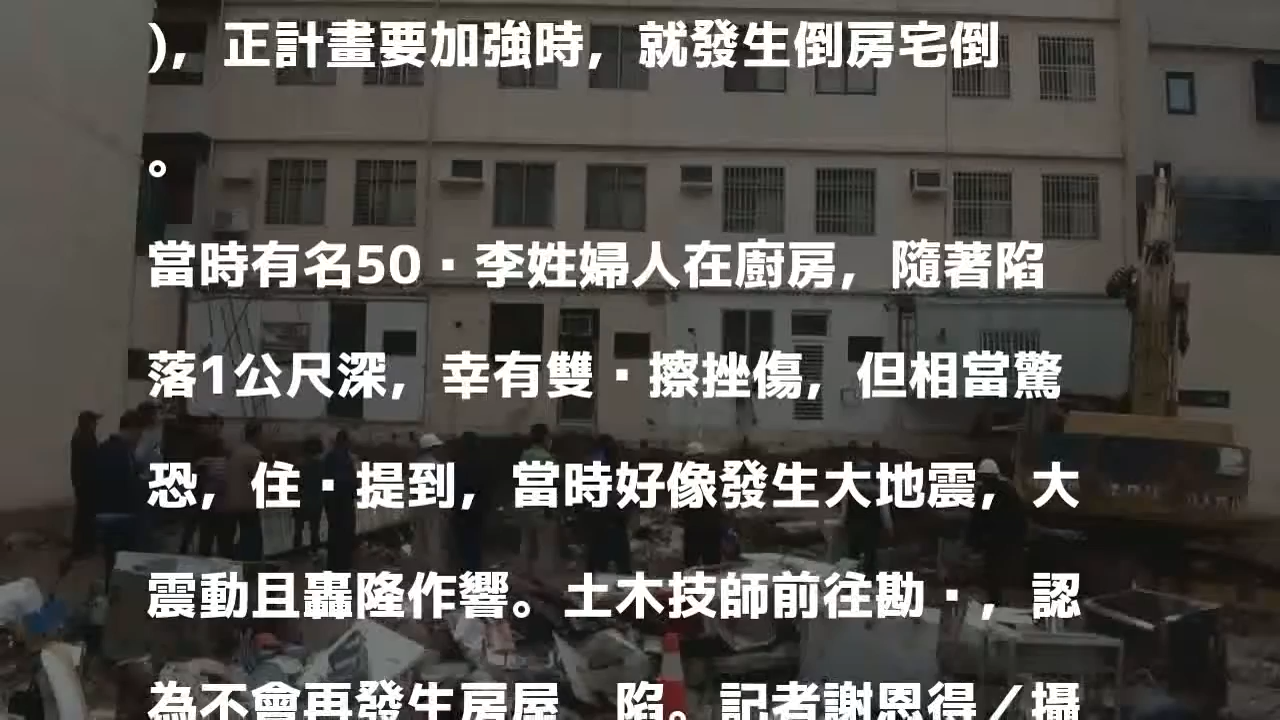 )，正計畫要加強時，就發生倒房宅倒
。
當時有名50▪李姓婦人在廚房，隨著陷
落1公尺深，幸有雙▪擦挫傷，但相當驚
恐，住▪提到，當時好像發生大地震，大
震動且轟隆作響。土木技師前往勘▪，認
為不會再發生房屋 陷。記者謝恩得／攝